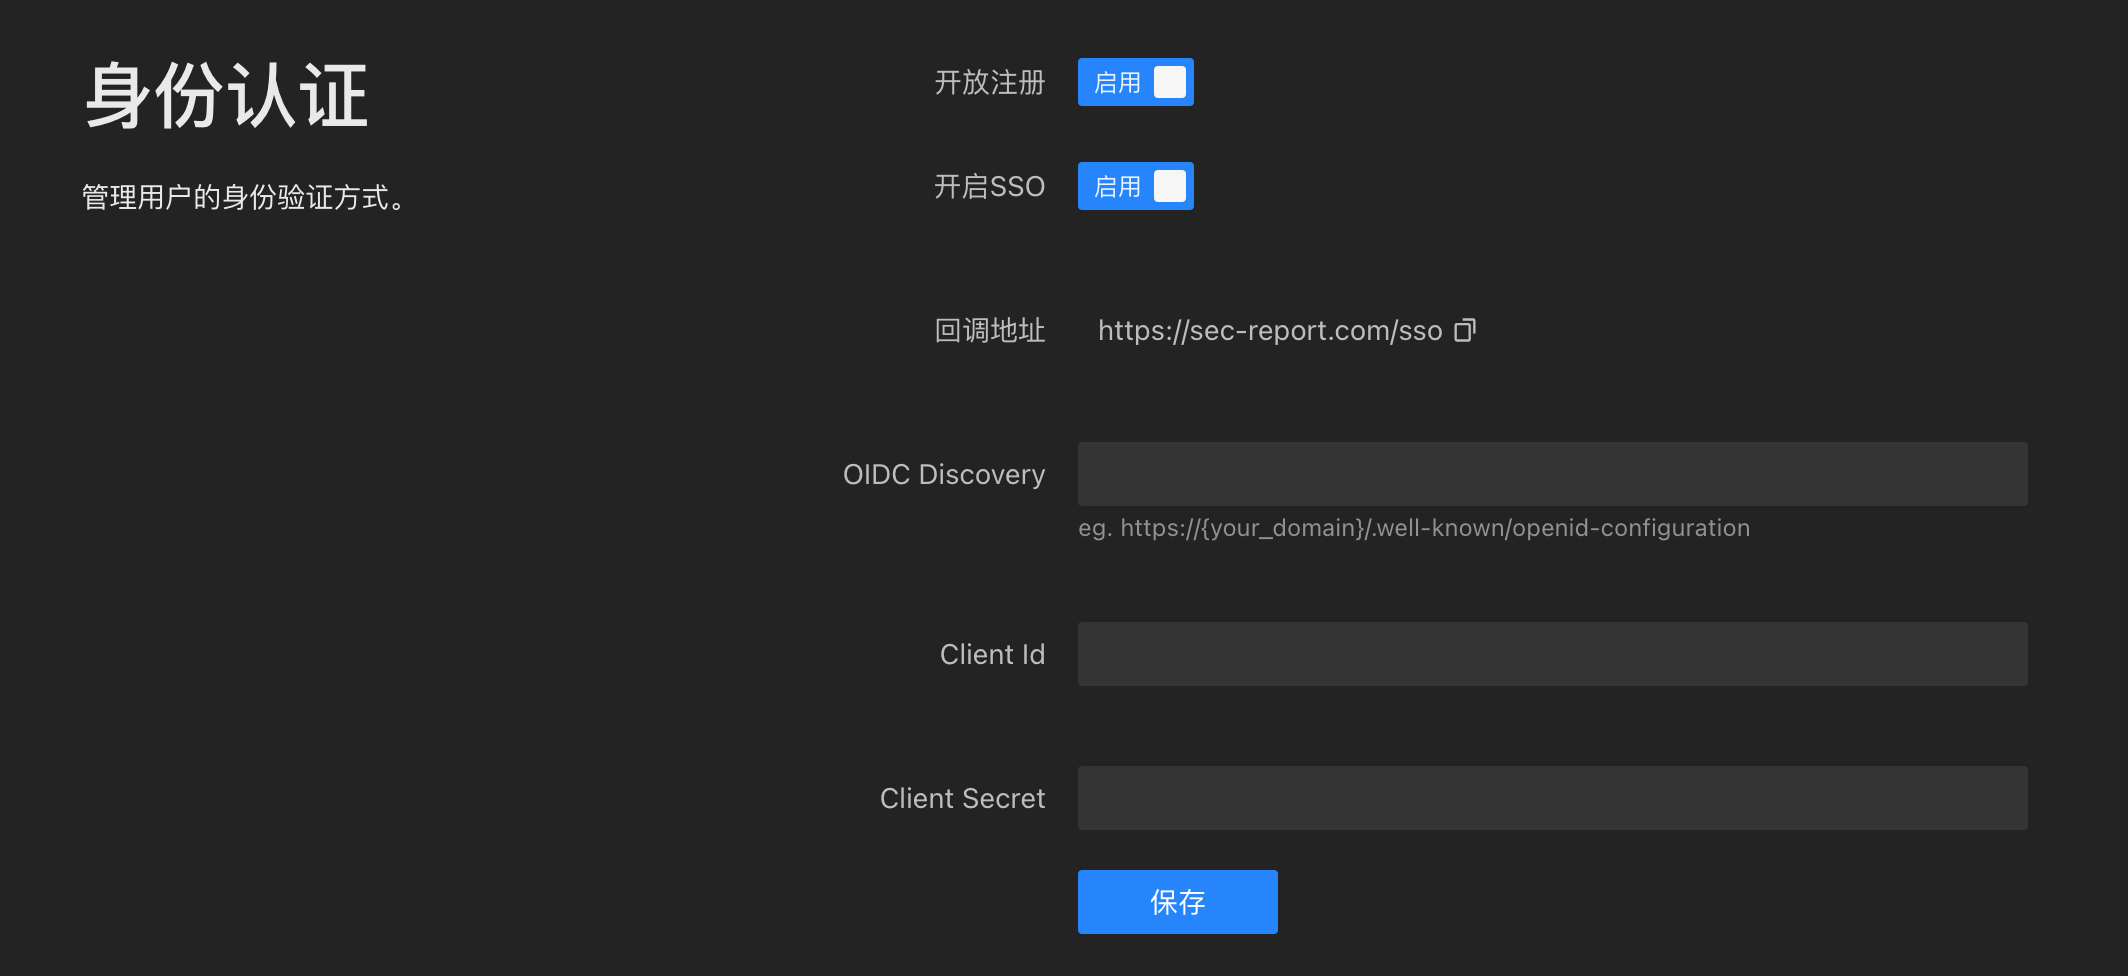 身份认证
管理用户的身份验证方式。
开放注册 启用
开启SSO 启用
回调地址 https://sec-report.com/sso
OIDC Discovery
eg. https://{your_domain}/.well-known/openid-configuration
Client Id
Client Secret
保存